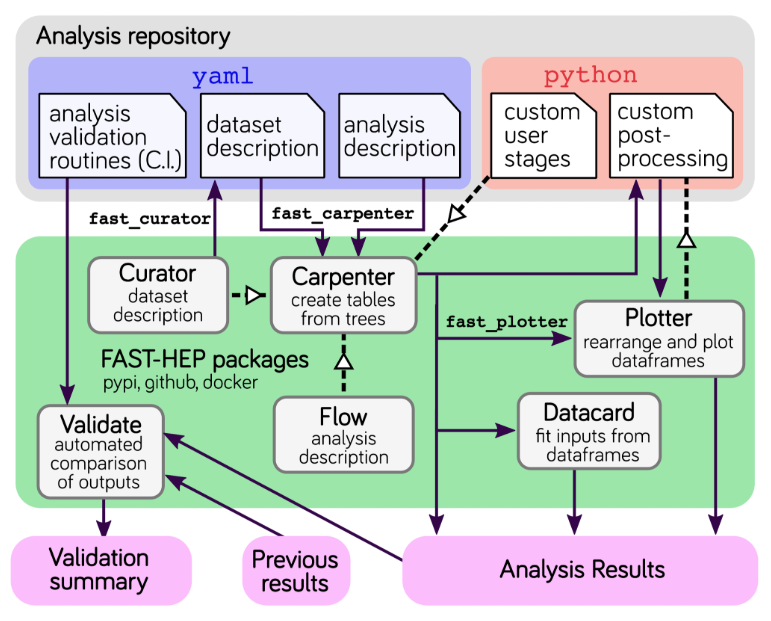 Analysis repository
yaml
python
analysis
validation
routines (C.I.)
dataset
description
analysis
description
custom
user
stages
custom
post-
processing
fast_curator
fast_carpenter
Curator
dataset
description
Carpenter
create tables
from trees
fast_plotter
Plotter
rearrange and plot
dataframes
FAST-HEP packages
pypi, github, docker
Validate
automated
comparison
of outputs
Flow
analysis
description
Datacard
fit inputs from
dataframes
Validation
summary
Previous
results
Analysis Results